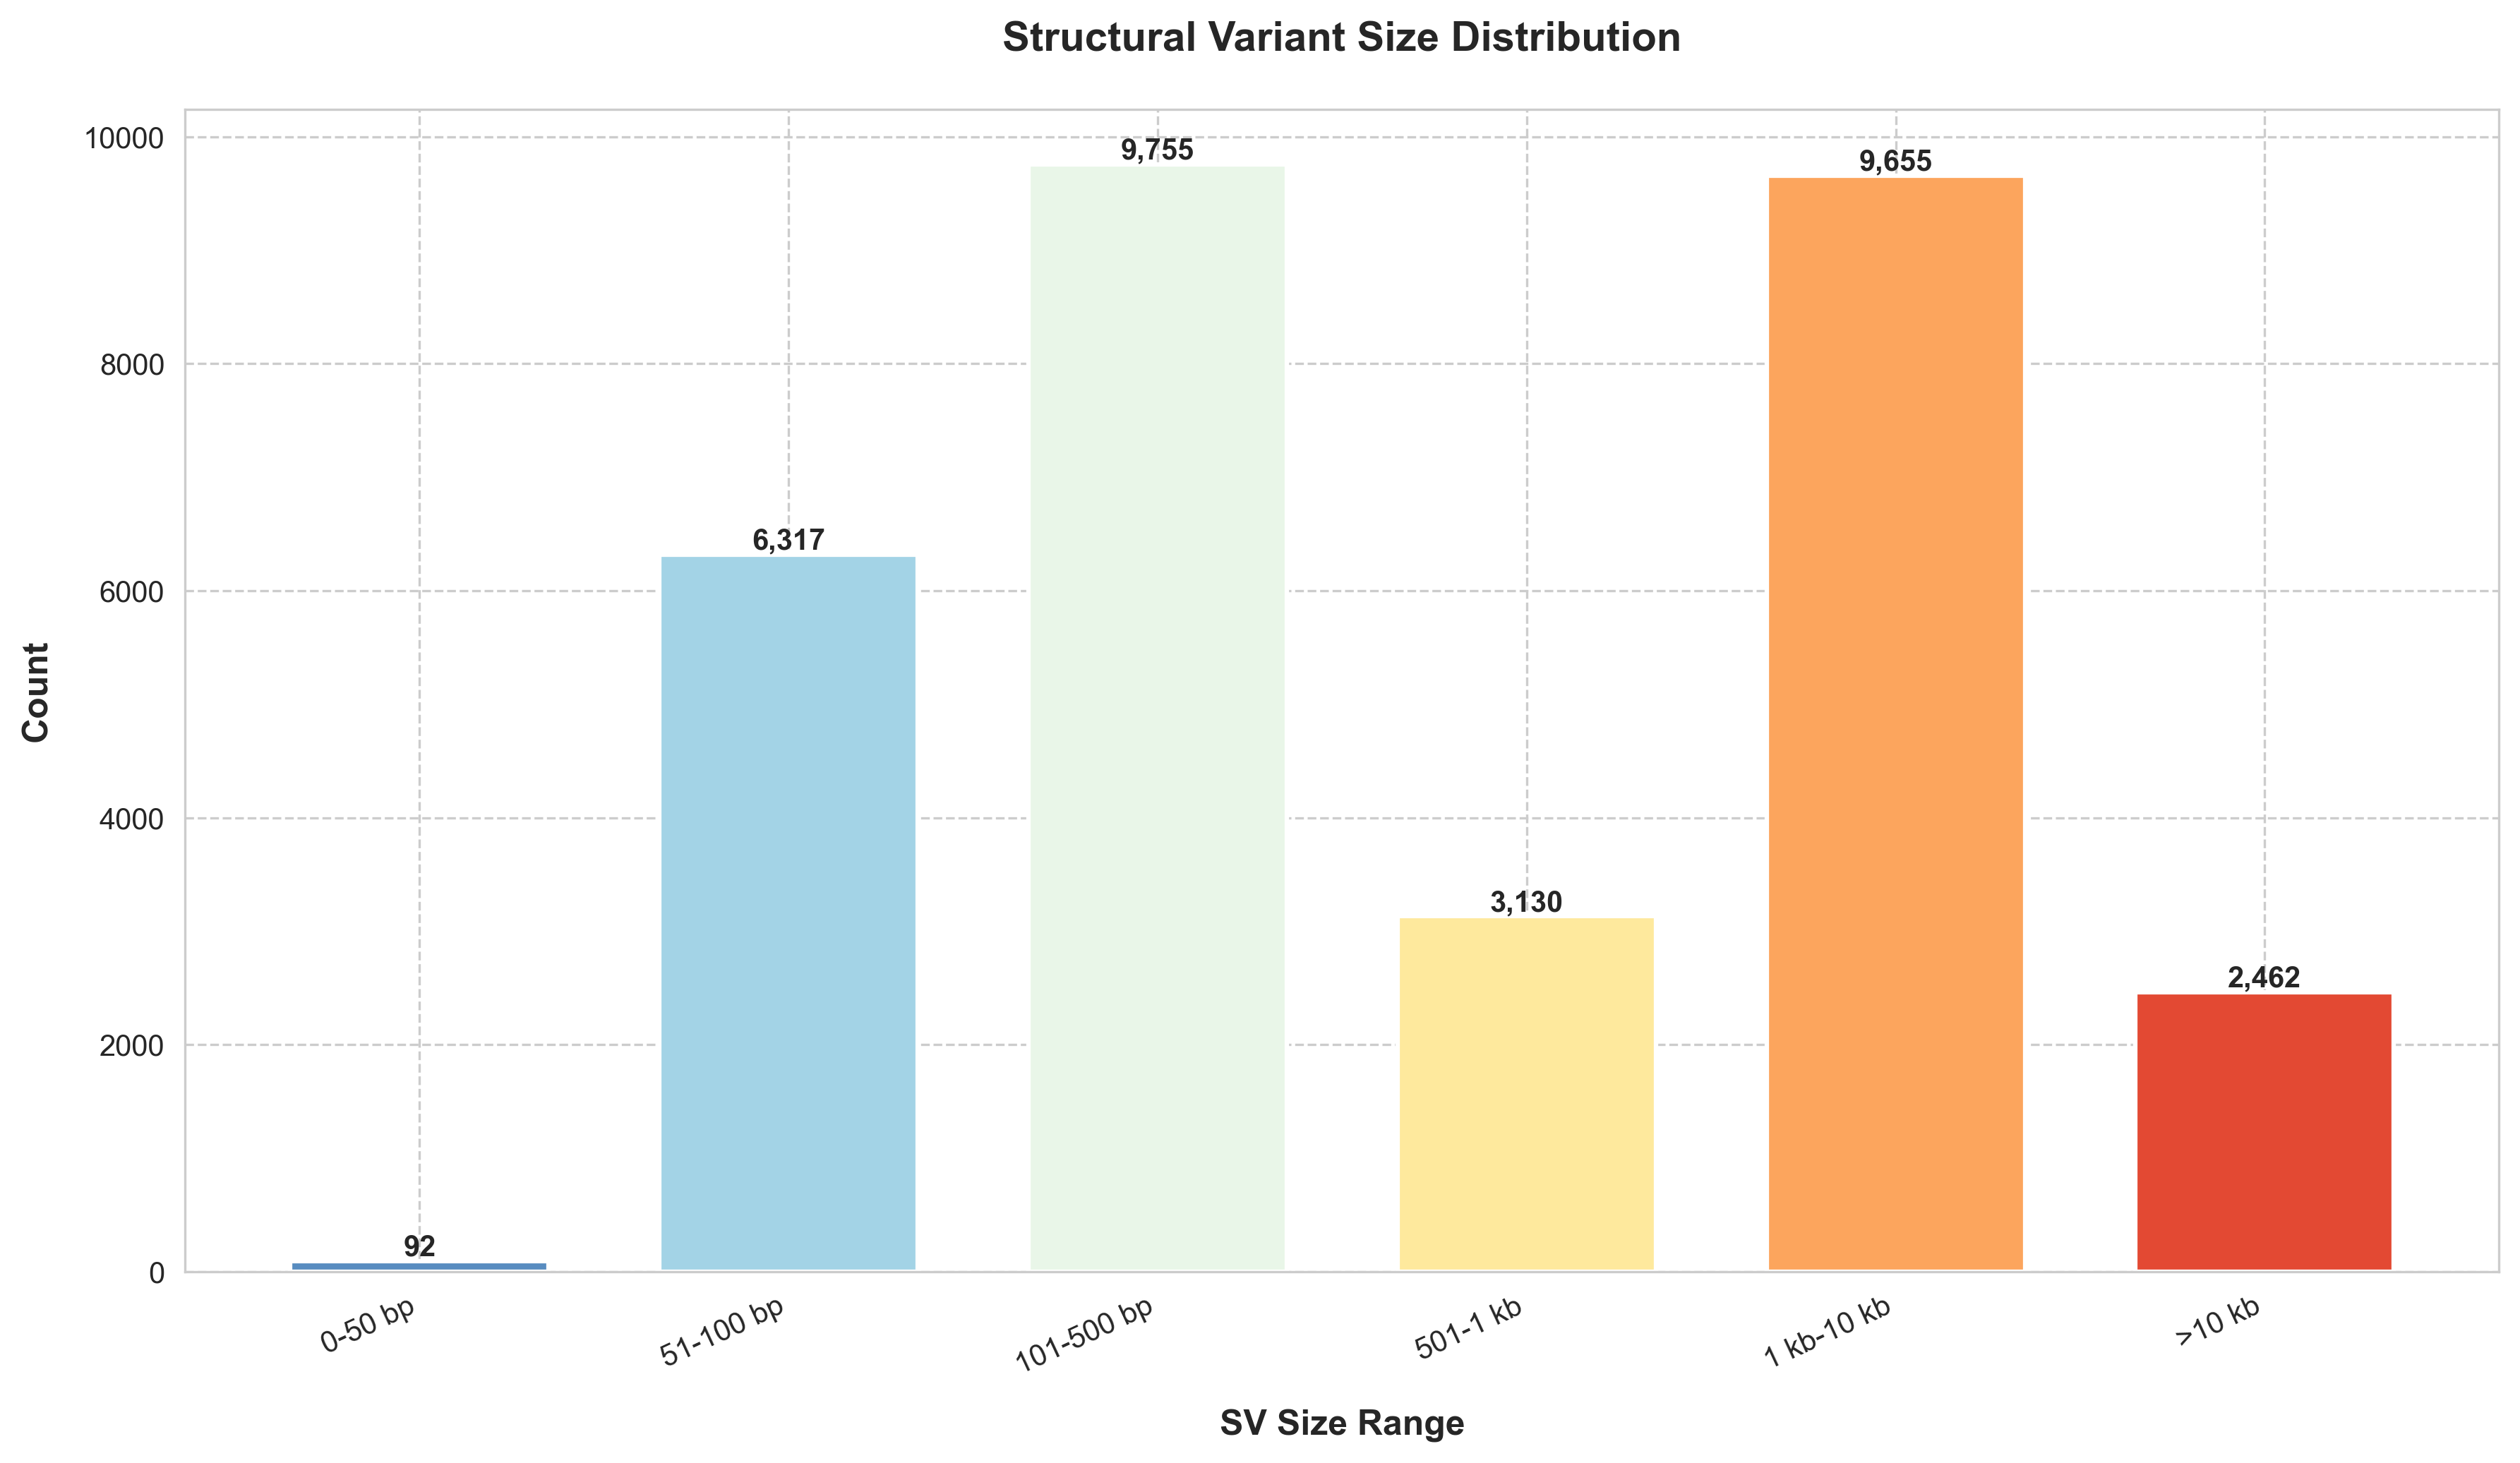 Structural Variant Size Distribution
Count
10000
8000
6000
4000
2000
0
92
6,317
9,755
3,130
9,655
2,462
0-50 bp
51-100 bp
101-500 bp
501-1 kb
1 kb-10 kb
>10 kb
SV Size Range